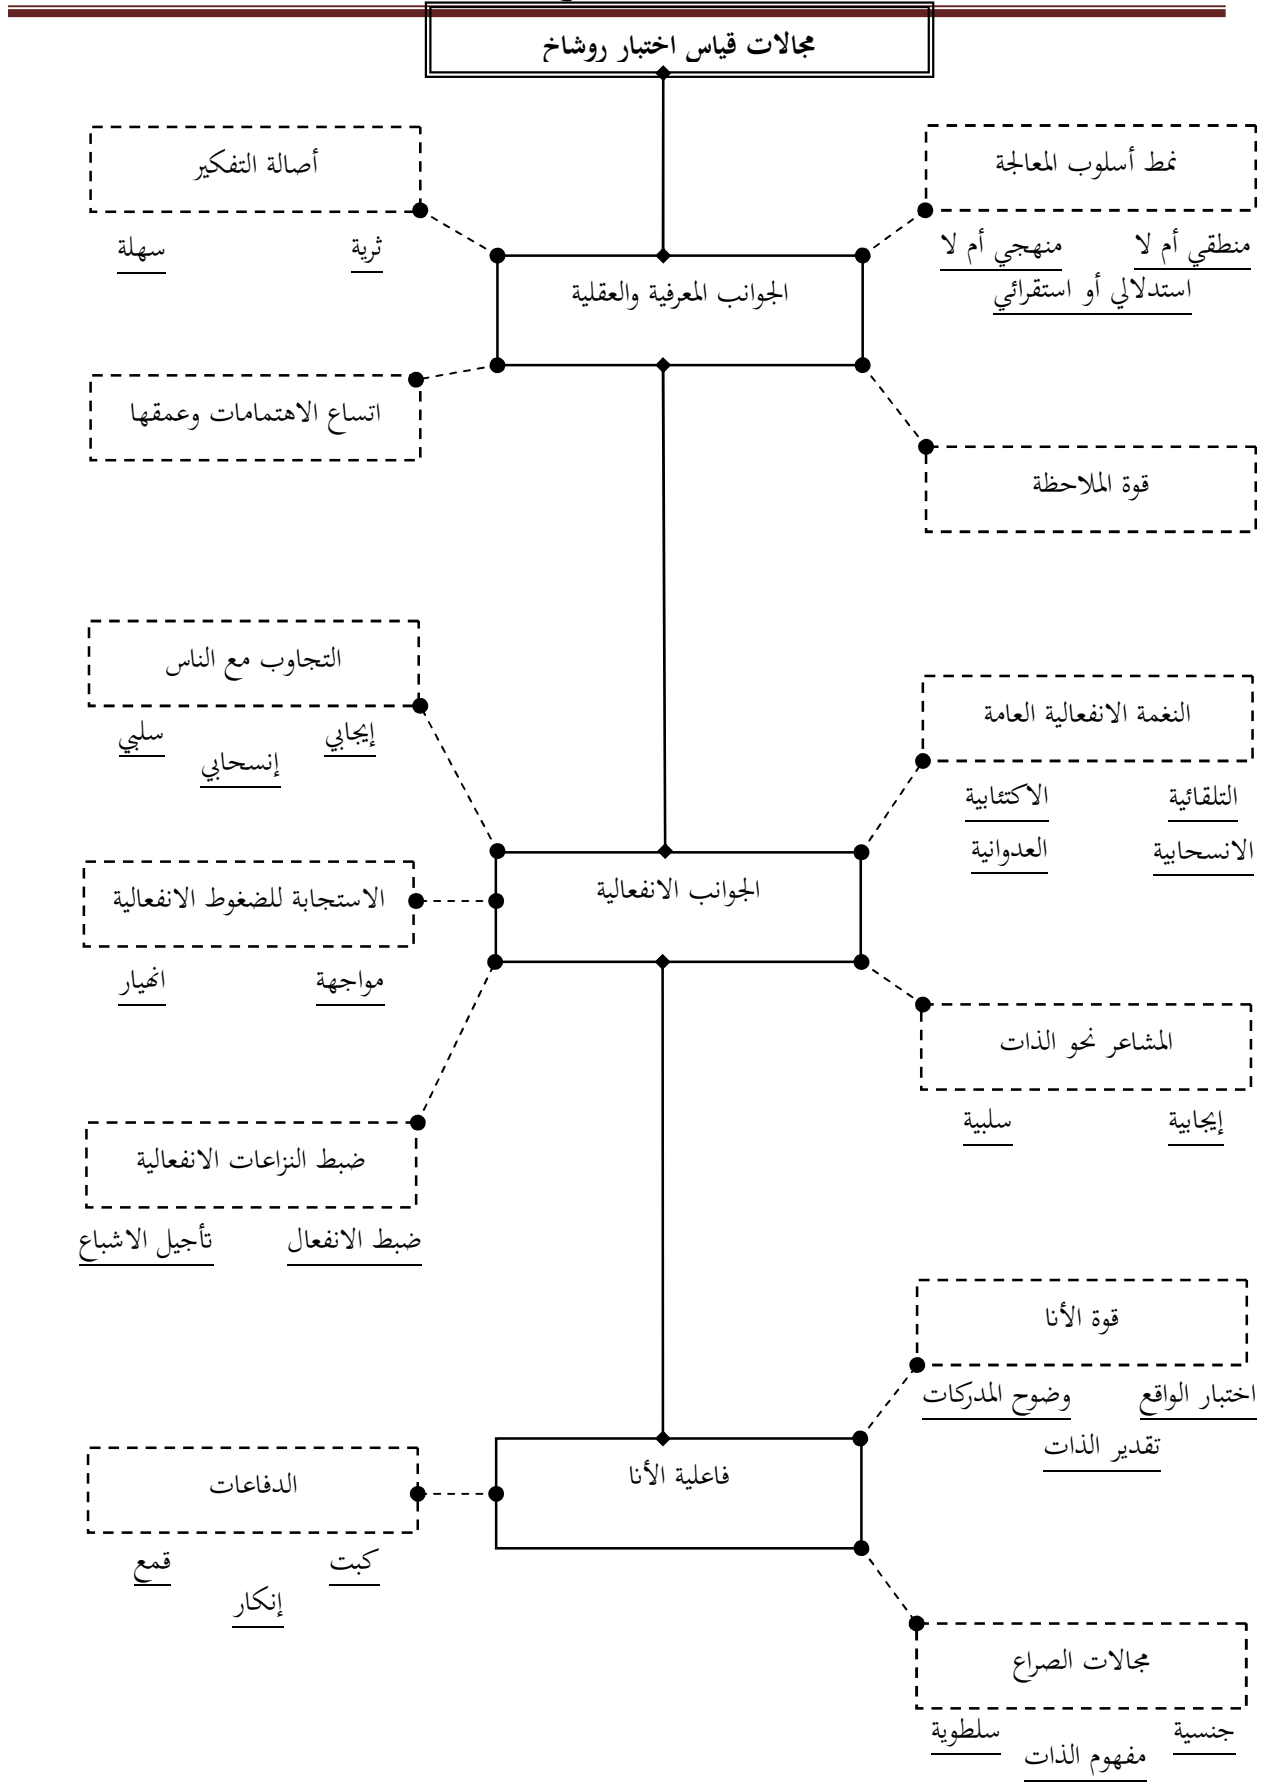 مجالات قياس اختبار روشاخ
نمط أسلوب المعالجة
أصالة التفكير
منطقي أم لا
منهجي أم لا
استدلالي أو استقرائي
ثرية
سهلة
الجوانب المعرفية والعقلية
اتساع الاهتمامات وعمقها
قوة الملاحظة
التجاوب مع الناس
إيجابي
سلبي
إنسحابي
النغمة الانفعالية العامة
التلقائية
الاكتئابية
الانسحابية
العدوانية
الجوانب الانفعالية
الاستجابة للضغوط الانفعالية
مواجهة
انهيار
المشاعر نحو الذات
إيجابية
سلبية
ضبط النزاعات الانفعالية
ضبط الانفعال
تأجيل الاشباع
قوة الأنا
اختبار الواقع
وضوح المدركات
تقدير الذات
فاعلية الأنا
الدفاعات
كبت
قمع
إنكار
مجالات الصراع
جنسية
سلطوية
مفهوم الذات